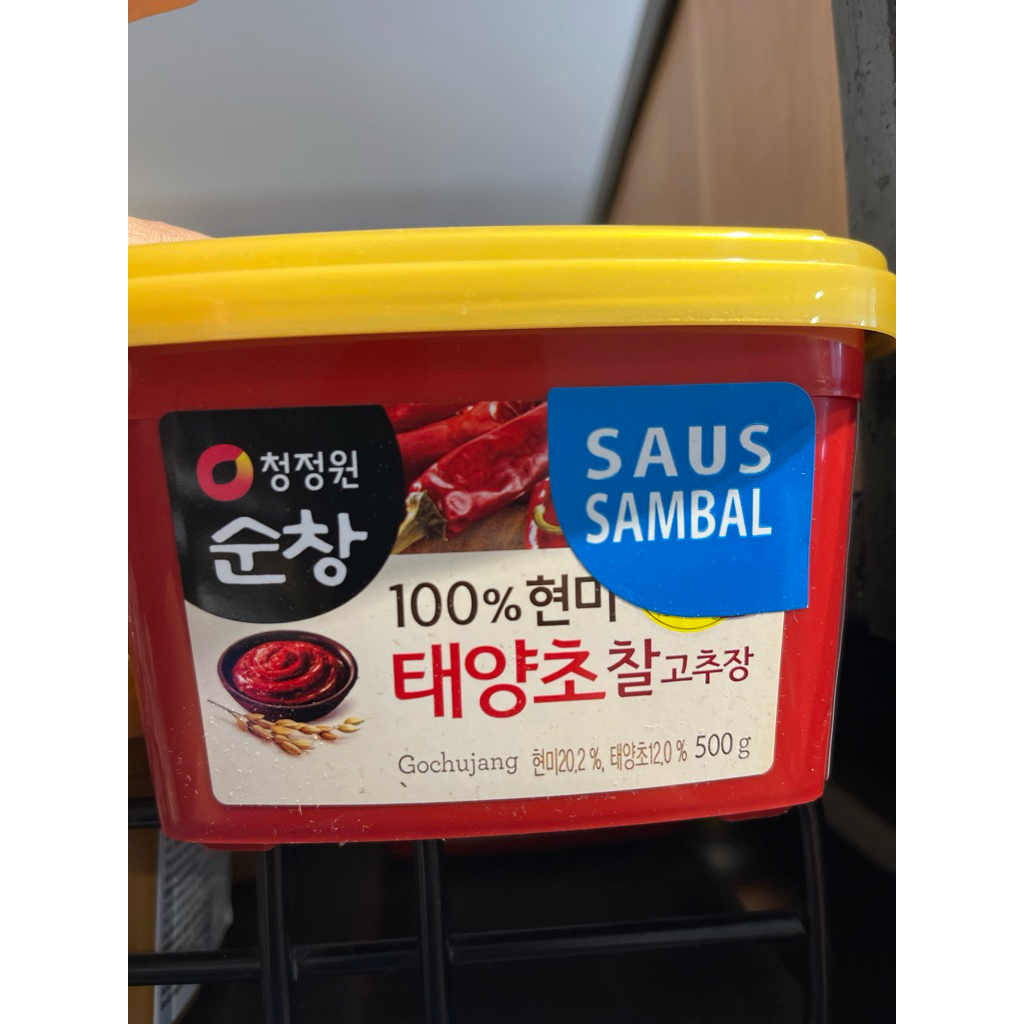 청정원
순창
SAUS
SAMBAL
100% 현미
태양초 찰고추장
Gochujang 현미20.2 %, 태양초12.0 % 500 g